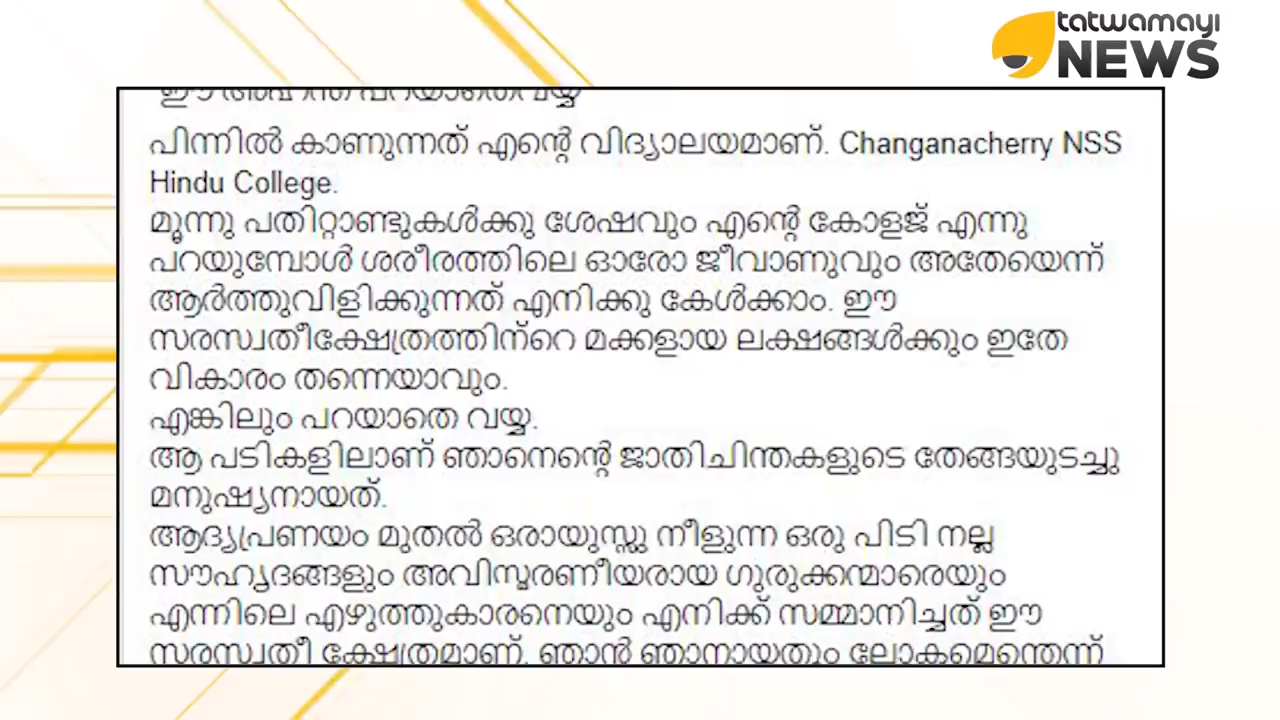 tatwamayi
NEWS
പിന്നിൽ കാണുന്നത് എന്റെ വിദ്യാലയമാണ്. Changanacherry NSS
Hindu College.
മൂന്നു പതിറ്റാണ്ടുകൾക്കു ശേഷവും എന്റെ കോളജ് എന്നു
പറയുമ്പോൾ ശരീരത്തിലെ ഓരോ ജീവാണുവും അതേയെന്ന്
ആർത്തുവിളിക്കുന്നത് എനിക്കു കേൾക്കാം. ഈ
സരസ്വതീക്ഷേത്രത്തിന്റെ മക്കളായ ലക്ഷങ്ങൾക്കും ഇതേ
വികാരം തന്നെയാവും.
എങ്കിലും പറയാതെ വയ്യ.
ആ പടികളിലാണ് ഞാനെന്റെ ജാതിചിന്തകളുടെ തേങ്ങയുടച്ചു
മനുഷ്യനായത്.
ആദ്യപ്രണയം മുതൽ ഒരായുസ്സു നീളുന്ന ഒരു പിടി നല്ല
സൗഹൃദങ്ങളും അവിസ്മരണീയരായ ഗുരുക്കന്മാരെയും
എന്നിലെ എഴുത്തുകാരനെയും എനിക്ക് സമ്മാനിച്ചത് ഈ
സരസ്വതീ ക്ഷേത്രമാണ്. ഞാൻ ഞാനായതും ലോകമെന്തെന്ന്